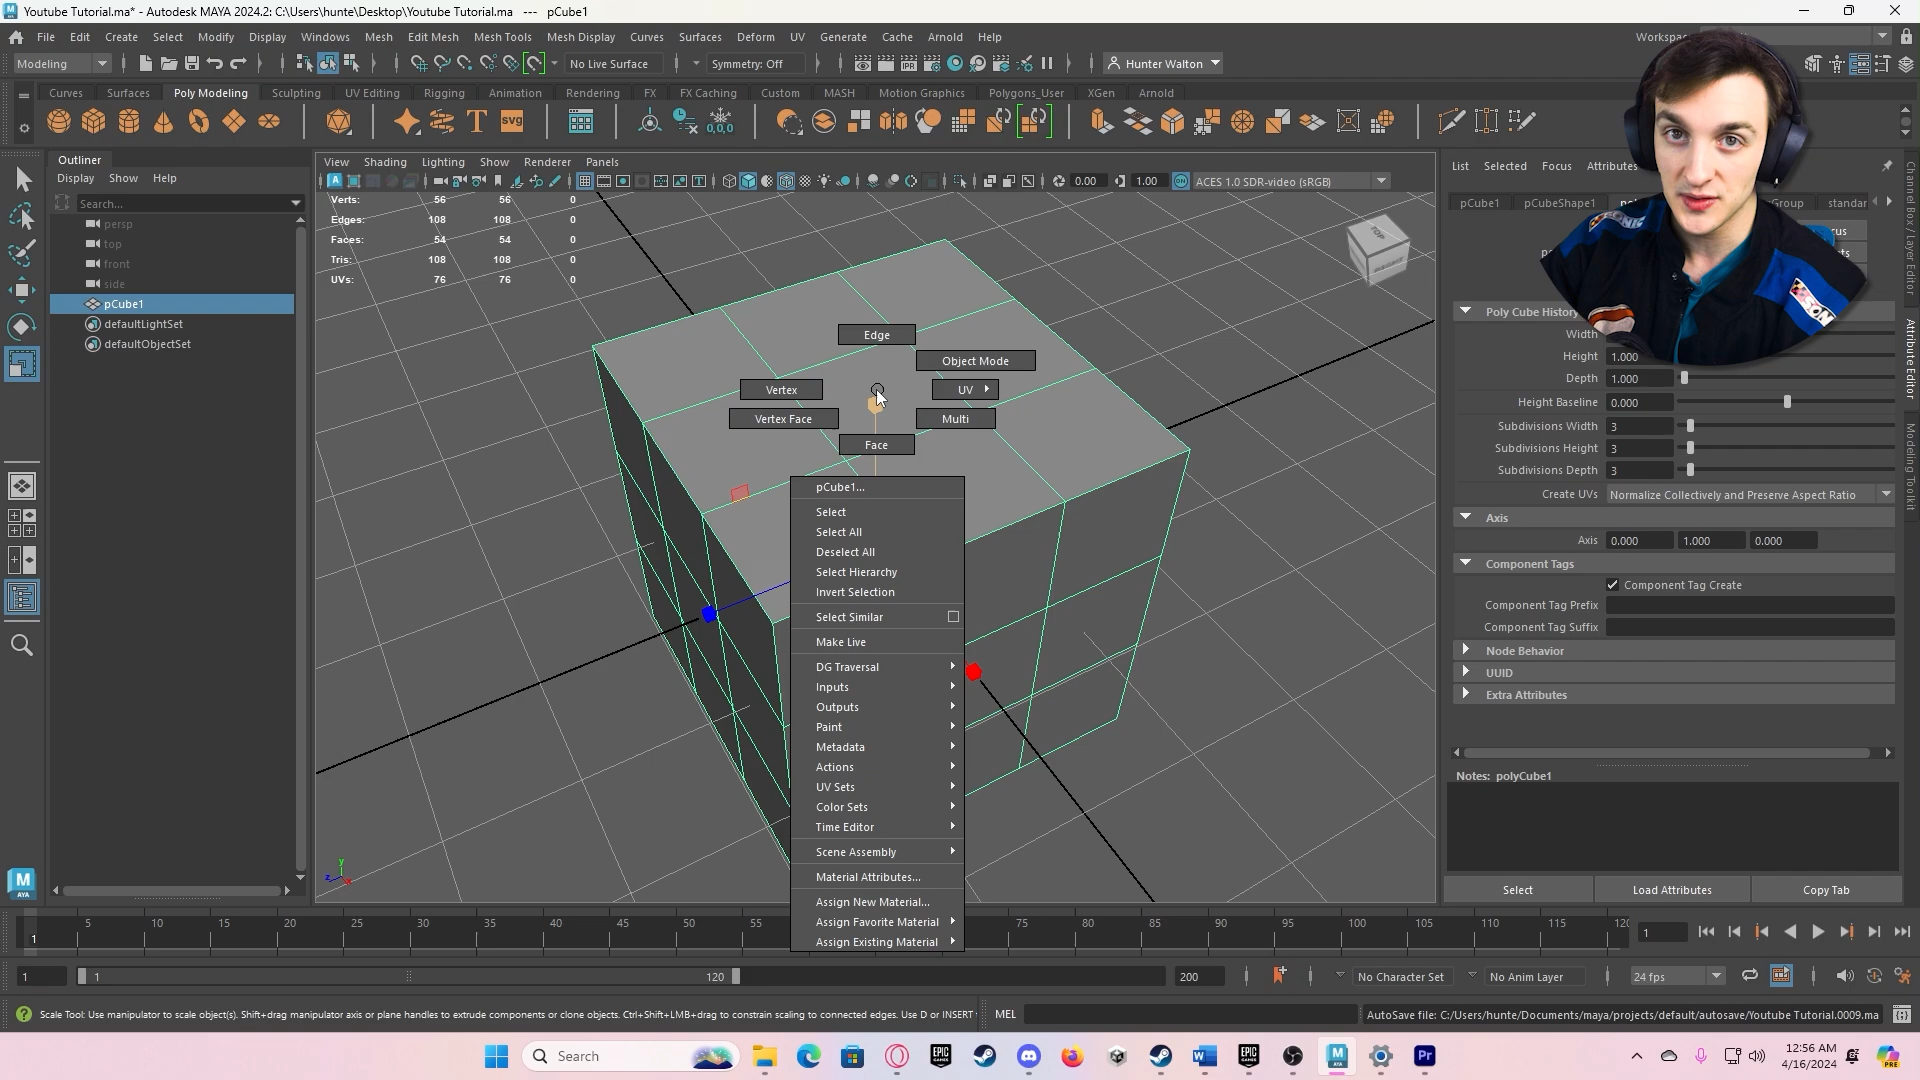 Youtube Tutorial.ma* - Autodesk MAYA 2024.2: C:\Users\hunte\Desktop\Youtube Tutorial.ma --- pCube1
File Edit Create Select Modify Display Windows Mesh Edit Mesh Mesh Tools Mesh Display Curves Surfaces Deform UV Generate Cache Arnold Help
Modeling No Live Surface Symmetry: Off Hunter Walton
Curves Surfaces Poly Modeling Sculpting UV Editing Rigging Animation Rendering FX FX Caching Custom MASH Motion Graphics Polygons_User XGen Arnold
Outliner
Display Show Help
Search...
persp
top
front
side
pCube1
defaultLightSet
defaultObjectSet
View Shading Lighting Show Renderer Panels
0.00 1.00 ACES 1.0 SDR-video (sRGB)
Verts: 56 56 0
Edges: 108 108 0
Faces: 54 54 0
Tris: 108 108 0
UVs: 76 76 0
TOP
Edge
Object Mode
Vertex
UV
Vertex Face
Multi
Face
pCube1...
Select
Select All
Deselect All
Select Hierarchy
Invert Selection
Select Similar
Make Live
DG Traversal
Inputs
Outputs
Paint
Metadata
Actions
UV Sets
Color Sets
Time Editor
Scene Assembly
Material Attributes...
Assign New Material...
Assign Favorite Material
Assign Existing Material
List Selected Focus Attributes
pCube1 pCubeShape1
standar
Poly Cube History
Width
Height 1.000
Depth 1.000
Height Baseline 0.000
Subdivisions Width 3
Subdivisions Height 3
Subdivisions Depth 3
Create UVs Normalize Collectively and Preserve Aspect Ratio
Axis
Axis 0.000 1.000 0.000
Component Tags
Component Tag Create
Component Tag Prefix
Component Tag Suffix
Node Behavior
UUID
Extra Attributes
Notes: polyCube1
Select Load Attributes Copy Tab
Channel Box / Layer Editor
Attribute Editor
Modeling Toolkit
5 10 15 20 25 30 35 40 45 50 55 75 80 85 90 95 100 105 110 115 120
1 1
1 1 120 200 No Character Set No Anim Layer 24 fps
Scale Tool: Use manipulator to scale object(s). Shift+drag manipulator axis or plane handles to extrude components or clone objects. Ctrl+Shift+LMB+drag to constrain scaling to connected edges. Use D or INSERT
MEL
AutoSave file: C:/Users/hunte/Documents/maya/projects/default/autosave/Youtube Tutorial.0009.ma
Search
12:56 AM
4/16/2024